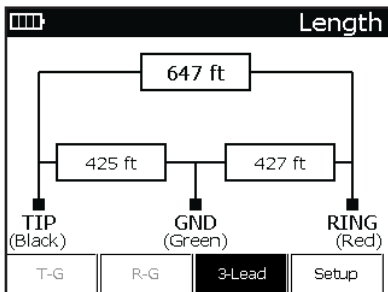 Length
647 ft
425 ft
427 ft
TIP
(Black)
GND
(Green)
RING
(Red)
T-G
R-G
3-Lead
Setup